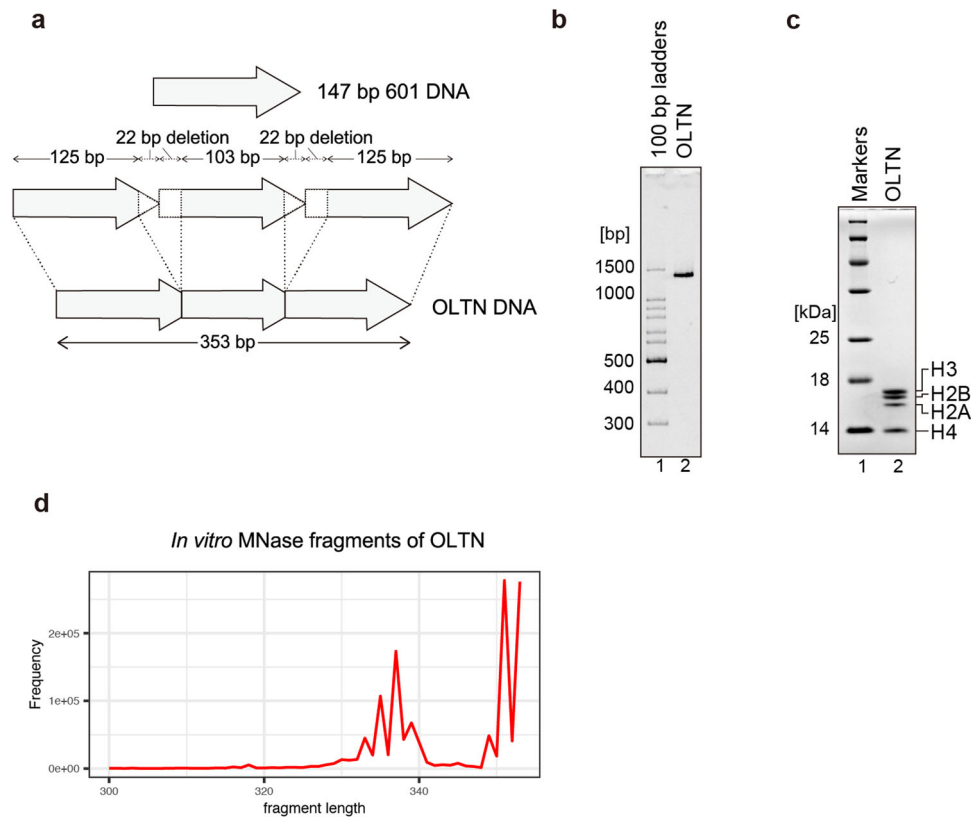 a
147 bp 601 DNA
22 bp deletion 22 bp deletion
125 bp 103 bp 125 bp
OLTN DNA
353 bp
b
100 bp ladders
OLTN
[bp]
1500
1000
500
400
300
1 2
c
Markers
OLTN
[kDa]
25
18
14
H3
H2B
H2A
H4
1 2
d
In vitro MNase fragments of OLTN
Frequency
2e+05
1e+05
0e+00
300 320 340
fragment length